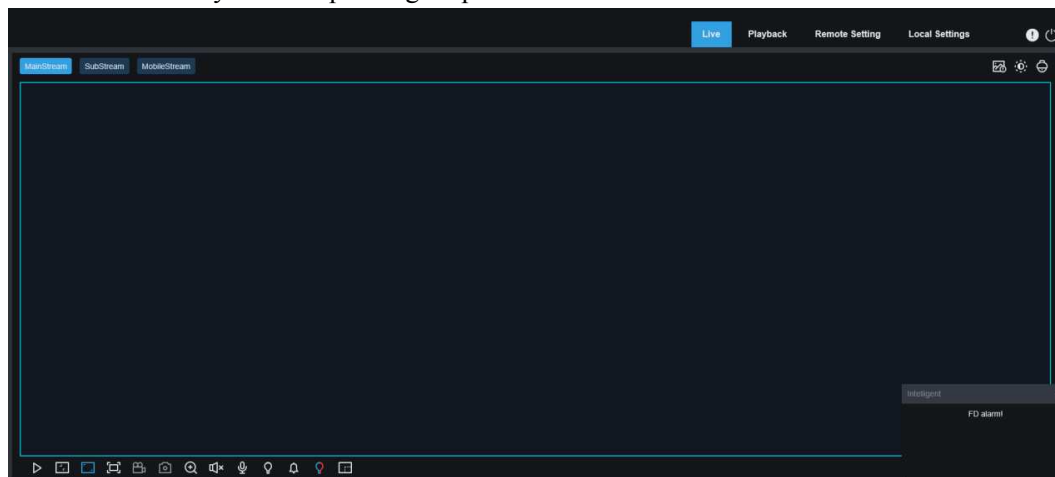 Live Playback Remote Setting Local Settings
MainStream SubStream MobileStream
Intelligent
FD alarm!